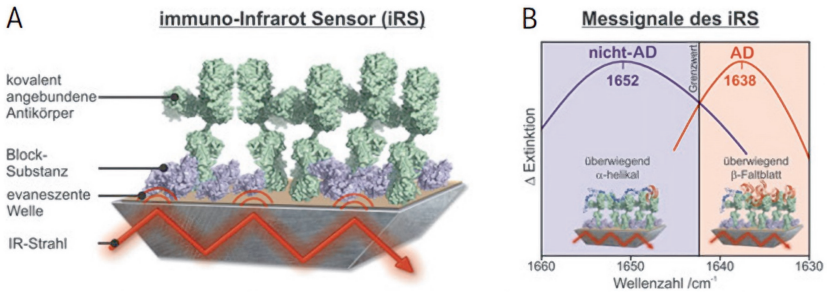 A
immuno-Infrarot Sensor (iRS)
kovalent
angebundene
Antikörper
Block-
Substanz
evaneszente
Welle
IR-Strahl
B
Messignale des iRS
nicht-AD
AD
Grenzwert
1652
1638
Δ Extinktion
überwiegend
α-helikal
überwiegend
β-Faltblatt
1660
1650
1640
1630
Wellenzahl /cm⁻¹